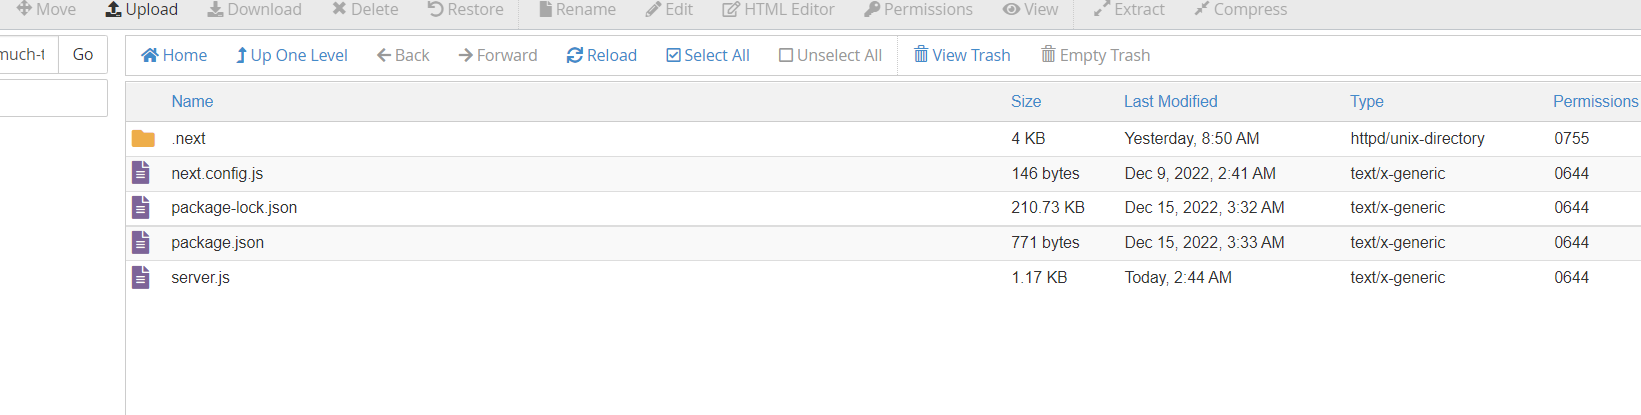 Move Upload Download Delete Restore Rename Edit HTML Editor Permissions View Extract Compress
Go Home Up One Level Back Forward Reload Select All Unselect All View Trash Empty Trash
Name Size Last Modified Type Permissions
.next 4 KB Yesterday, 8:50 AM httpd/unix-directory 0755
next.config.js 146 bytes Dec 9, 2022, 2:41 AM text/x-generic 0644
package-lock.json 210.73 KB Dec 15, 2022, 3:32 AM text/x-generic 0644
package.json 771 bytes Dec 15, 2022, 3:33 AM text/x-generic 0644
server.js 1.17 KB Today, 2:44 AM text/x-generic 0644